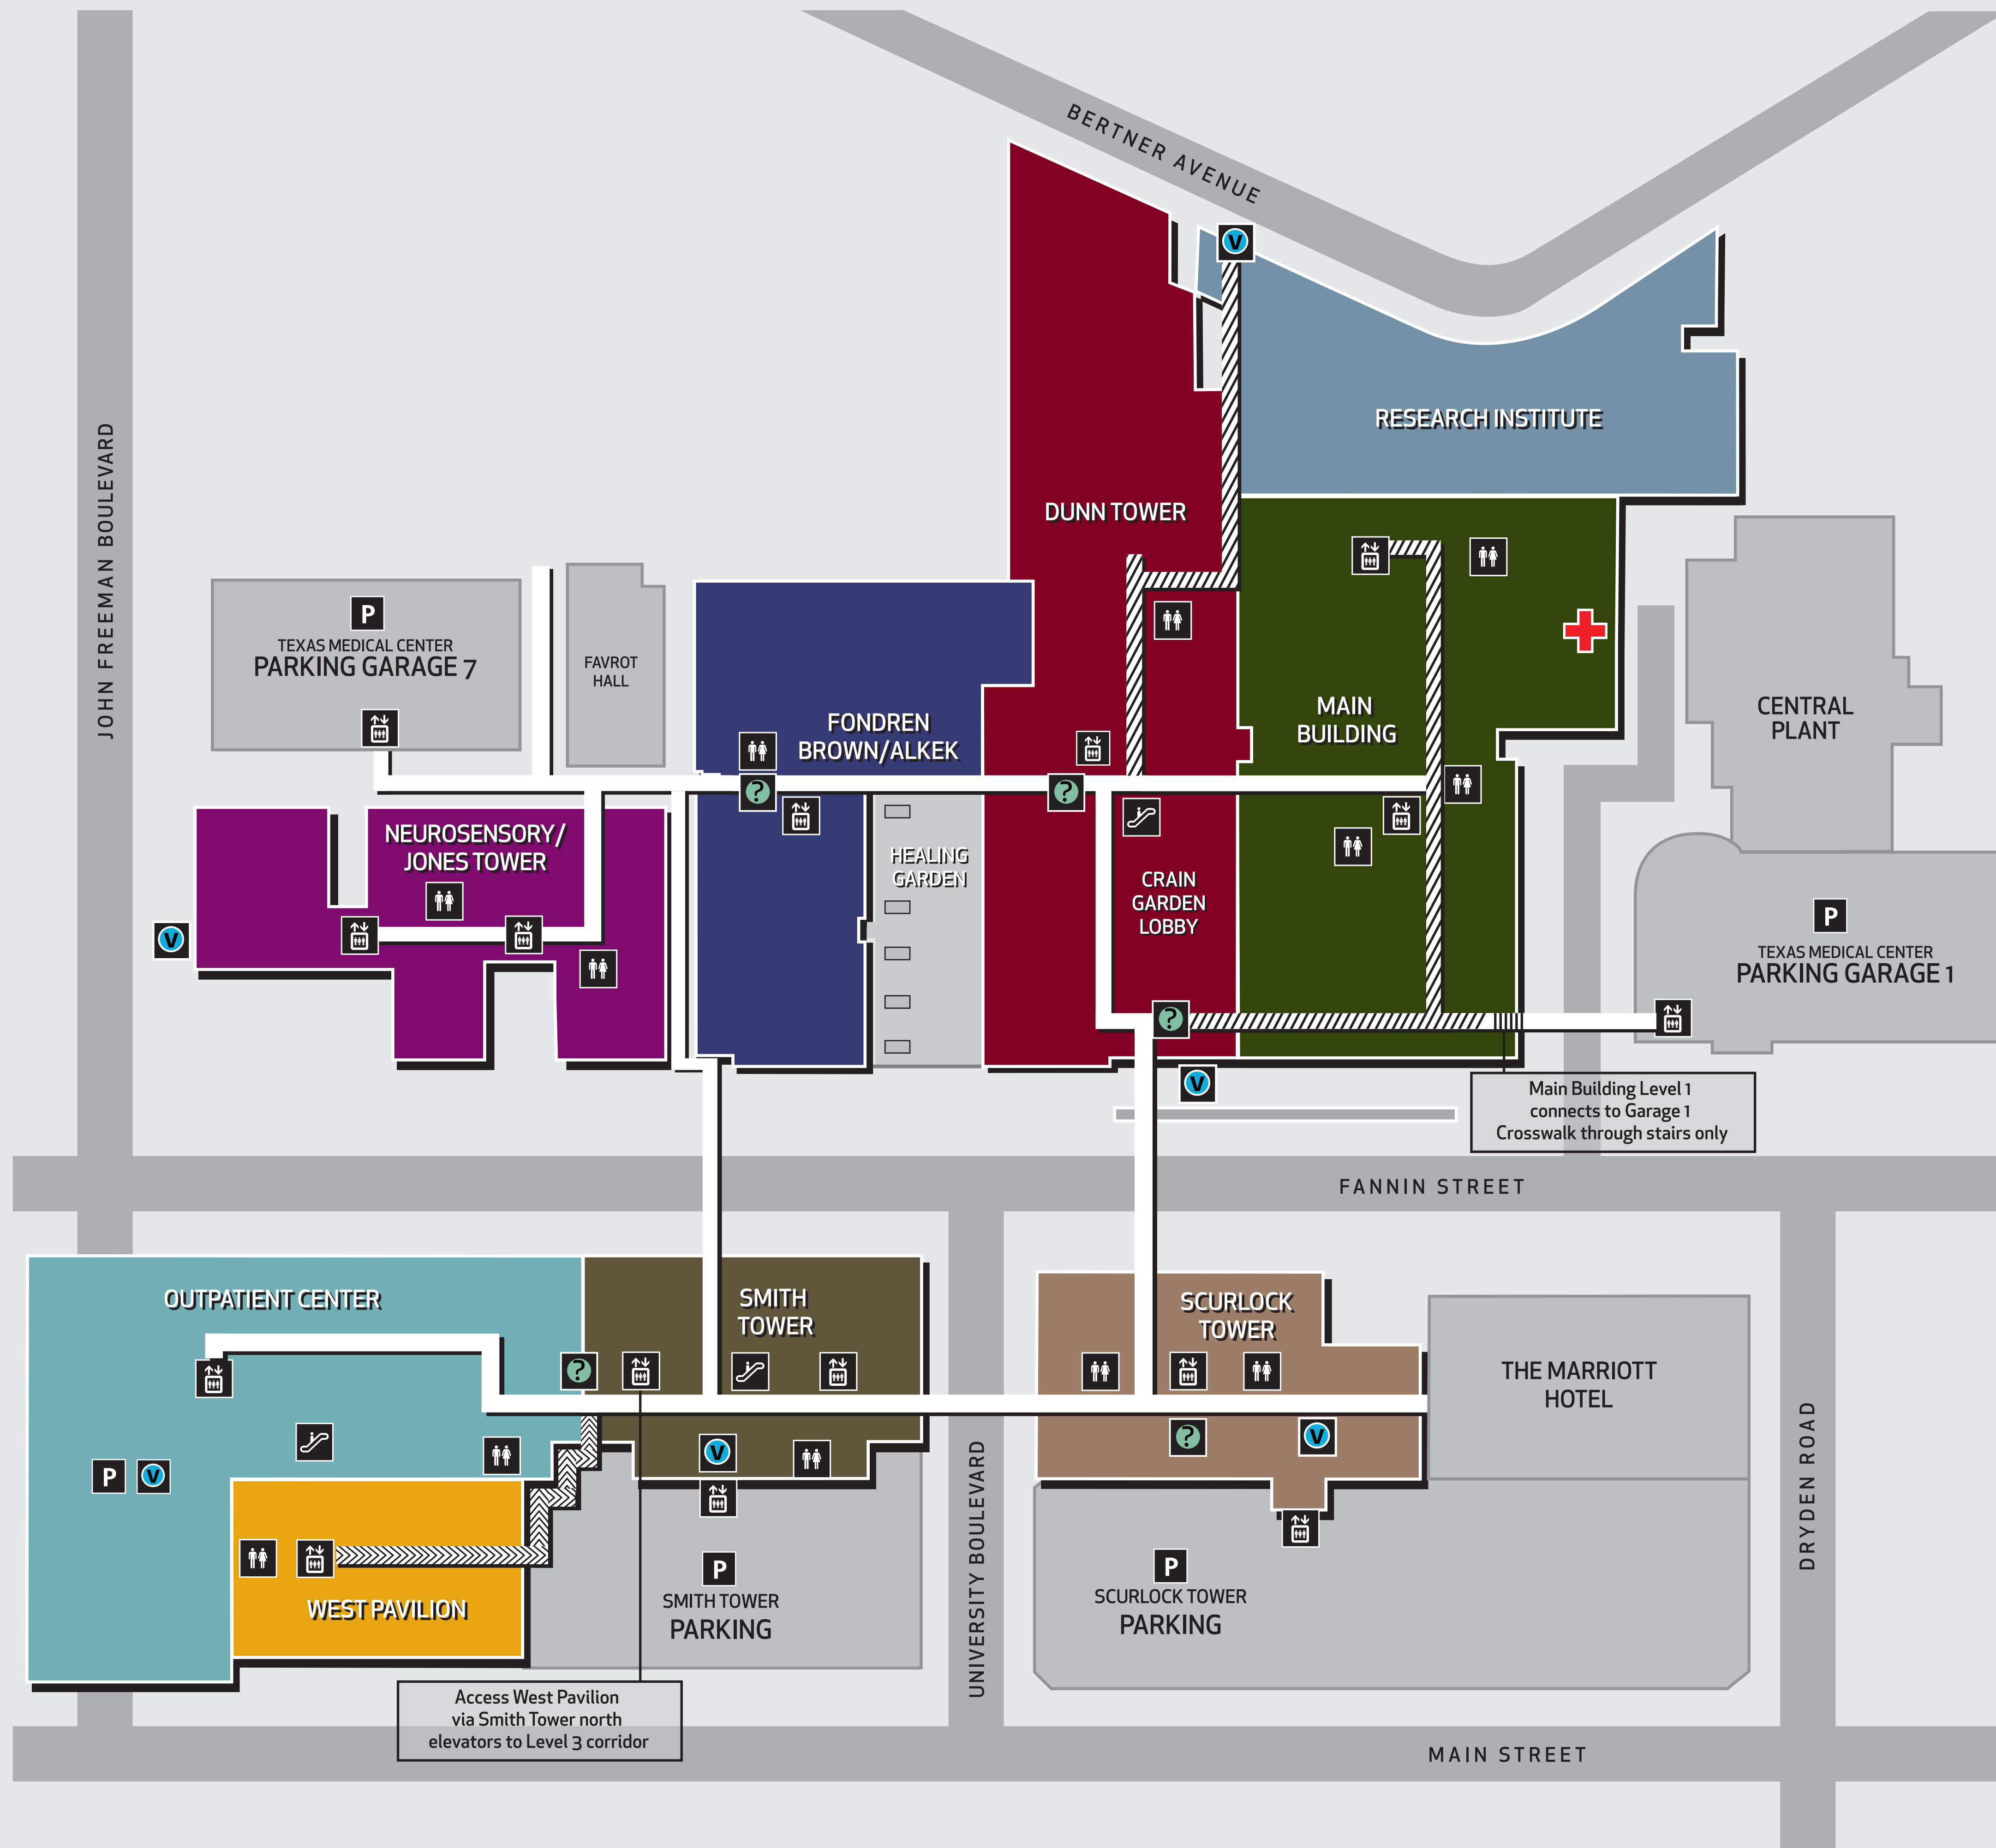 BERTNER AVENUE
V
RESEARCH INSTITUTE
JOHN FREEMAN BOULEVARD
DUNN TOWER
P
TEXAS MEDICAL CENTER
PARKING GARAGE 7
FAVROT
HALL
FONDREN
BROWN/ALKEK
?
?
MAIN
BUILDING
CENTRAL
PLANT
NEUROSENSORY/
JONES TOWER
V
HEALING
GARDEN
CRAIN
GARDEN
LOBBY
?
V
P
TEXAS MEDICAL CENTER
PARKING GARAGE 1
Main Building Level 1
connects to Garage 1
Crosswalk through stairs only
FANNIN STREET
OUTPATIENT CENTER
P
V
?
SMITH
TOWER
V
SCURLOCK
TOWER
?
V
THE MARRIOTT
HOTEL
WEST PAVILION
P
SMITH TOWER
PARKING
UNIVERSITY BOULEVARD
P
SCURLOCK TOWER
PARKING
DRYDEN ROAD
Access West Pavilion
via Smith Tower north
elevators to Level 3 corridor
MAIN STREET